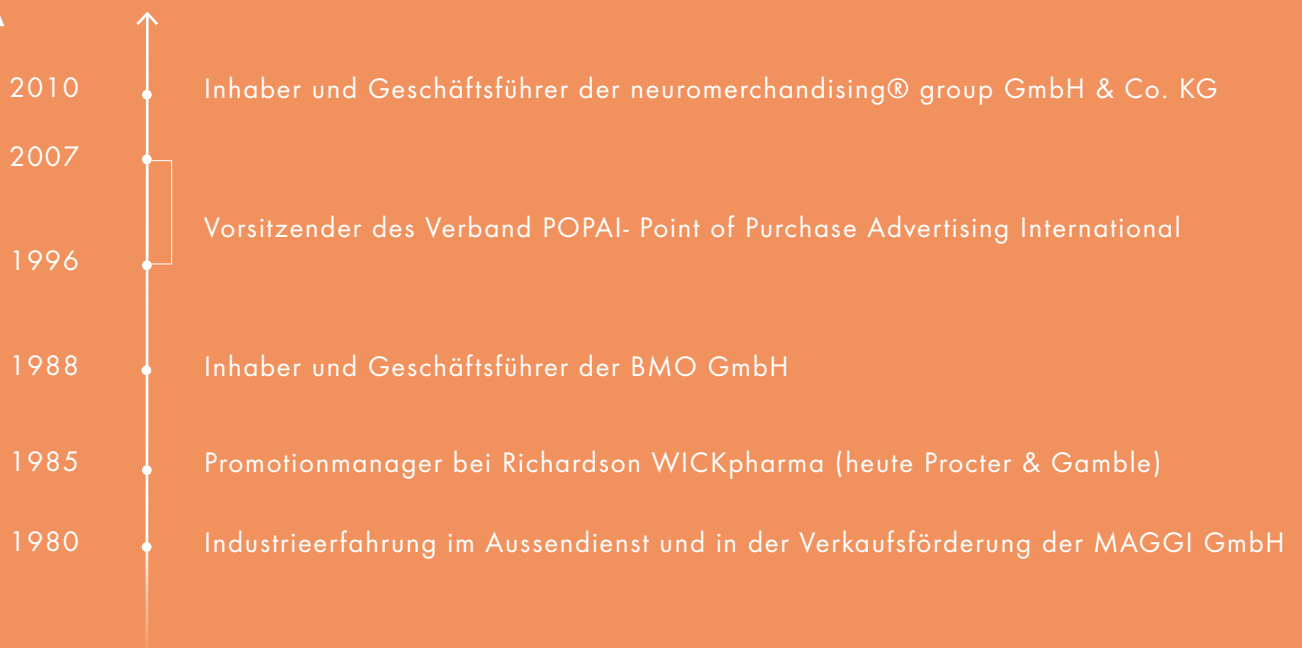 2010 Inhaber und Geschäftsführer der neuromerchandising® group GmbH & Co. KG
2007
Vorsitzender des Verband POPAI- Point of Purchase Advertising International
1996
1988 Inhaber und Geschäftsführer der BMO GmbH
1985 Promotionmanager bei Richardson WICKpharma (heute Procter & Gamble)
1980 Industrieerfahrung im Aussendienst und in der Verkaufsförderung der MAGGI GmbH